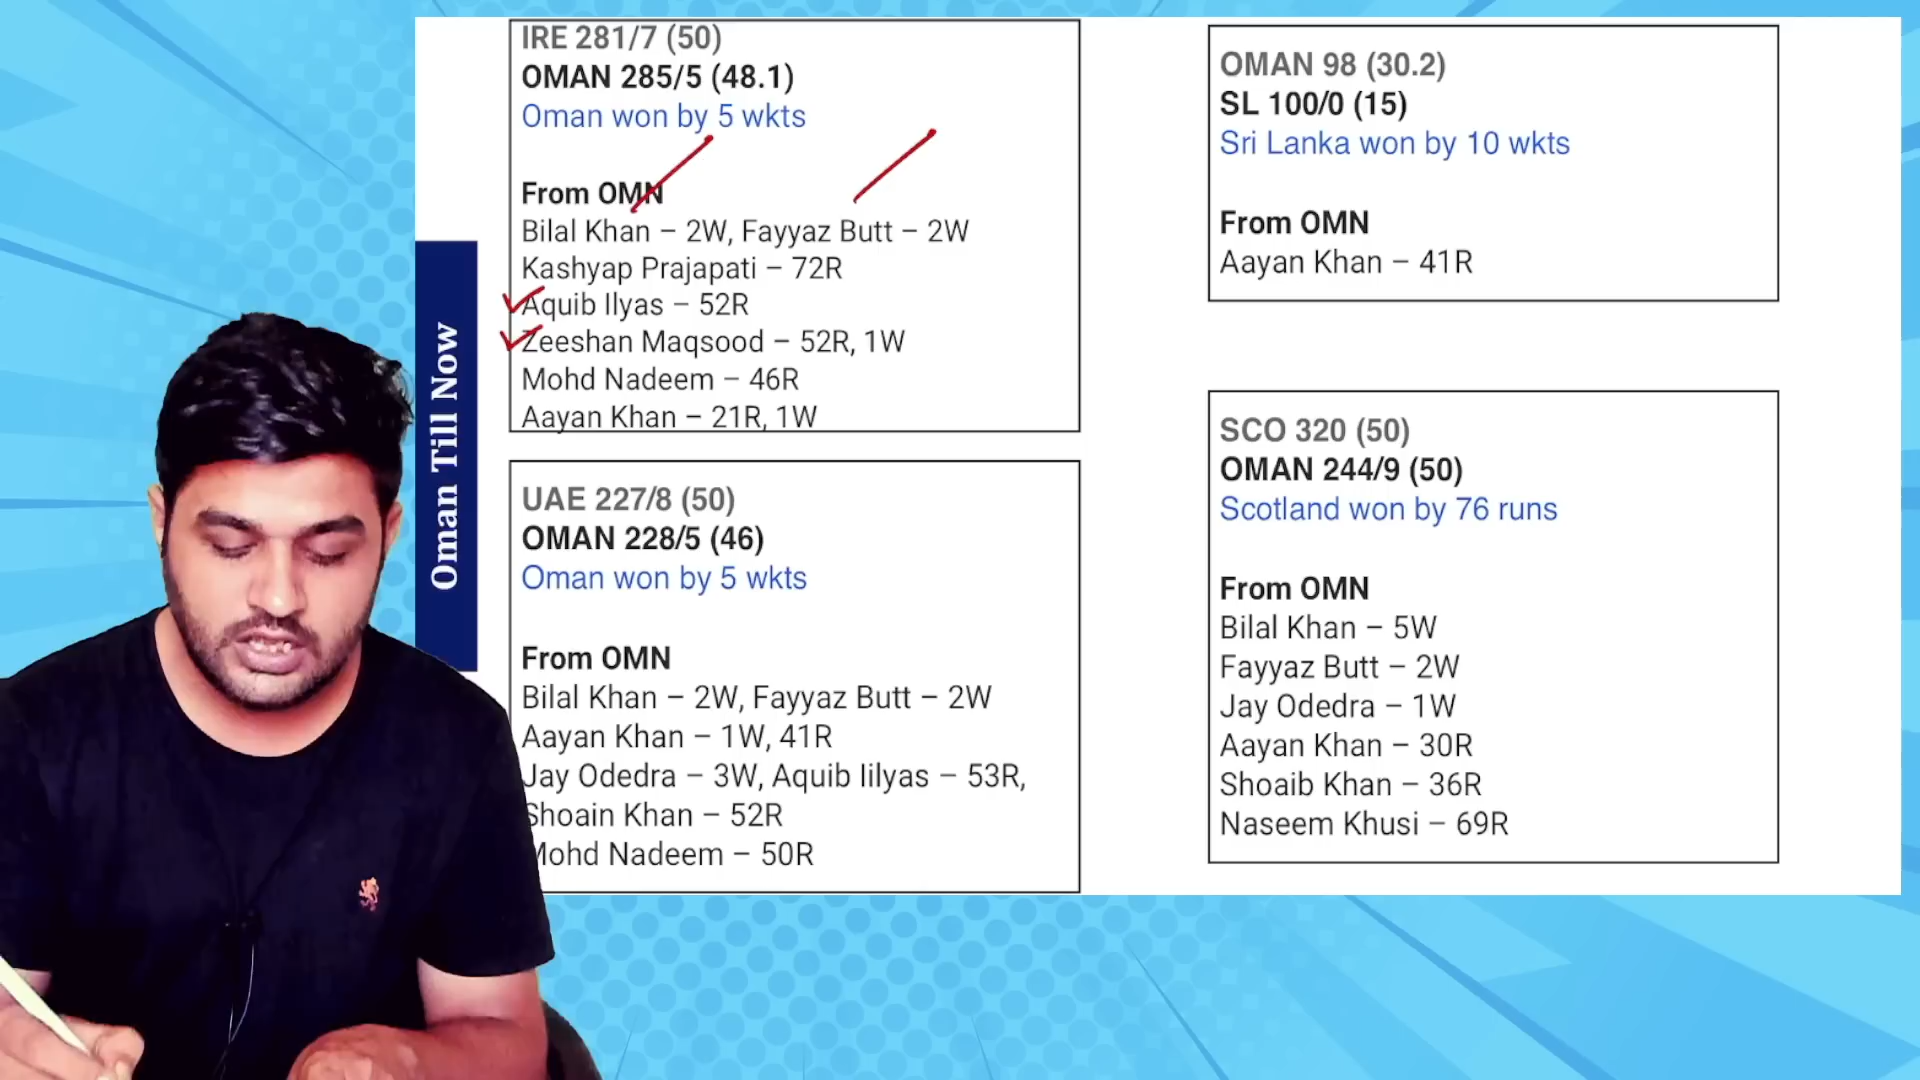 Oman Till Now
IRE 281/7 (50)
OMAN 285/5 (48.1)
Oman won by 5 wkts
From OMN
Bilal Khan – 2W, Fayyaz Butt – 2W
Kashyap Prajapati – 72R
Aquib Ilyas – 52R
Zeeshan Maqsood – 52R, 1W
Mohd Nadeem – 46R
Aayan Khan – 21R, 1W
UAE 227/8 (50)
OMAN 228/5 (46)
Oman won by 5 wkts
From OMN
Bilal Khan – 2W, Fayyaz Butt – 2W
Aayan Khan – 1W, 41R
Jay Odedra – 3W, Aquib Iilyas – 53R,
Shoain Khan – 52R
Mohd Nadeem – 50R
OMAN 98 (30.2)
SL 100/0 (15)
Sri Lanka won by 10 wkts
From OMN
Aayan Khan – 41R
SCO 320 (50)
OMAN 244/9 (50)
Scotland won by 76 runs
From OMN
Bilal Khan – 5W
Fayyaz Butt – 2W
Jay Odedra – 1W
Aayan Khan – 30R
Shoaib Khan – 36R
Naseem Khusi – 69R